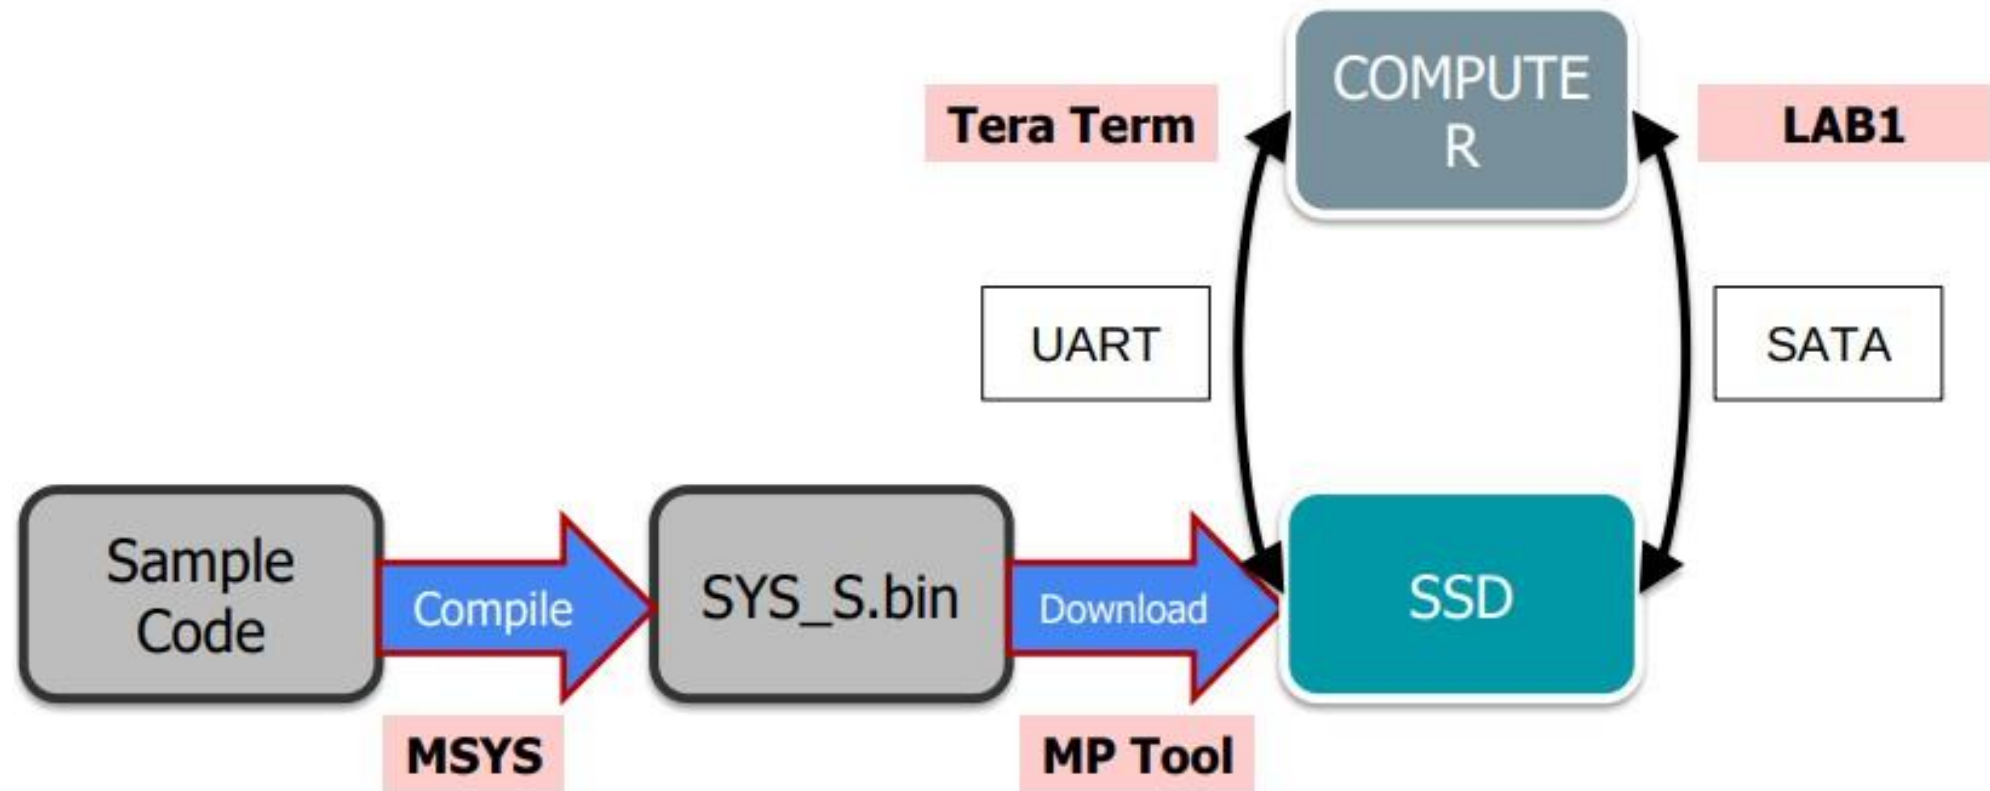 COMPUTE
R
Tera Term
LAB1
UART
SATA
Sample
Code
Compile
SYS_S.bin
Download
SSD
MSYS
MP Tool